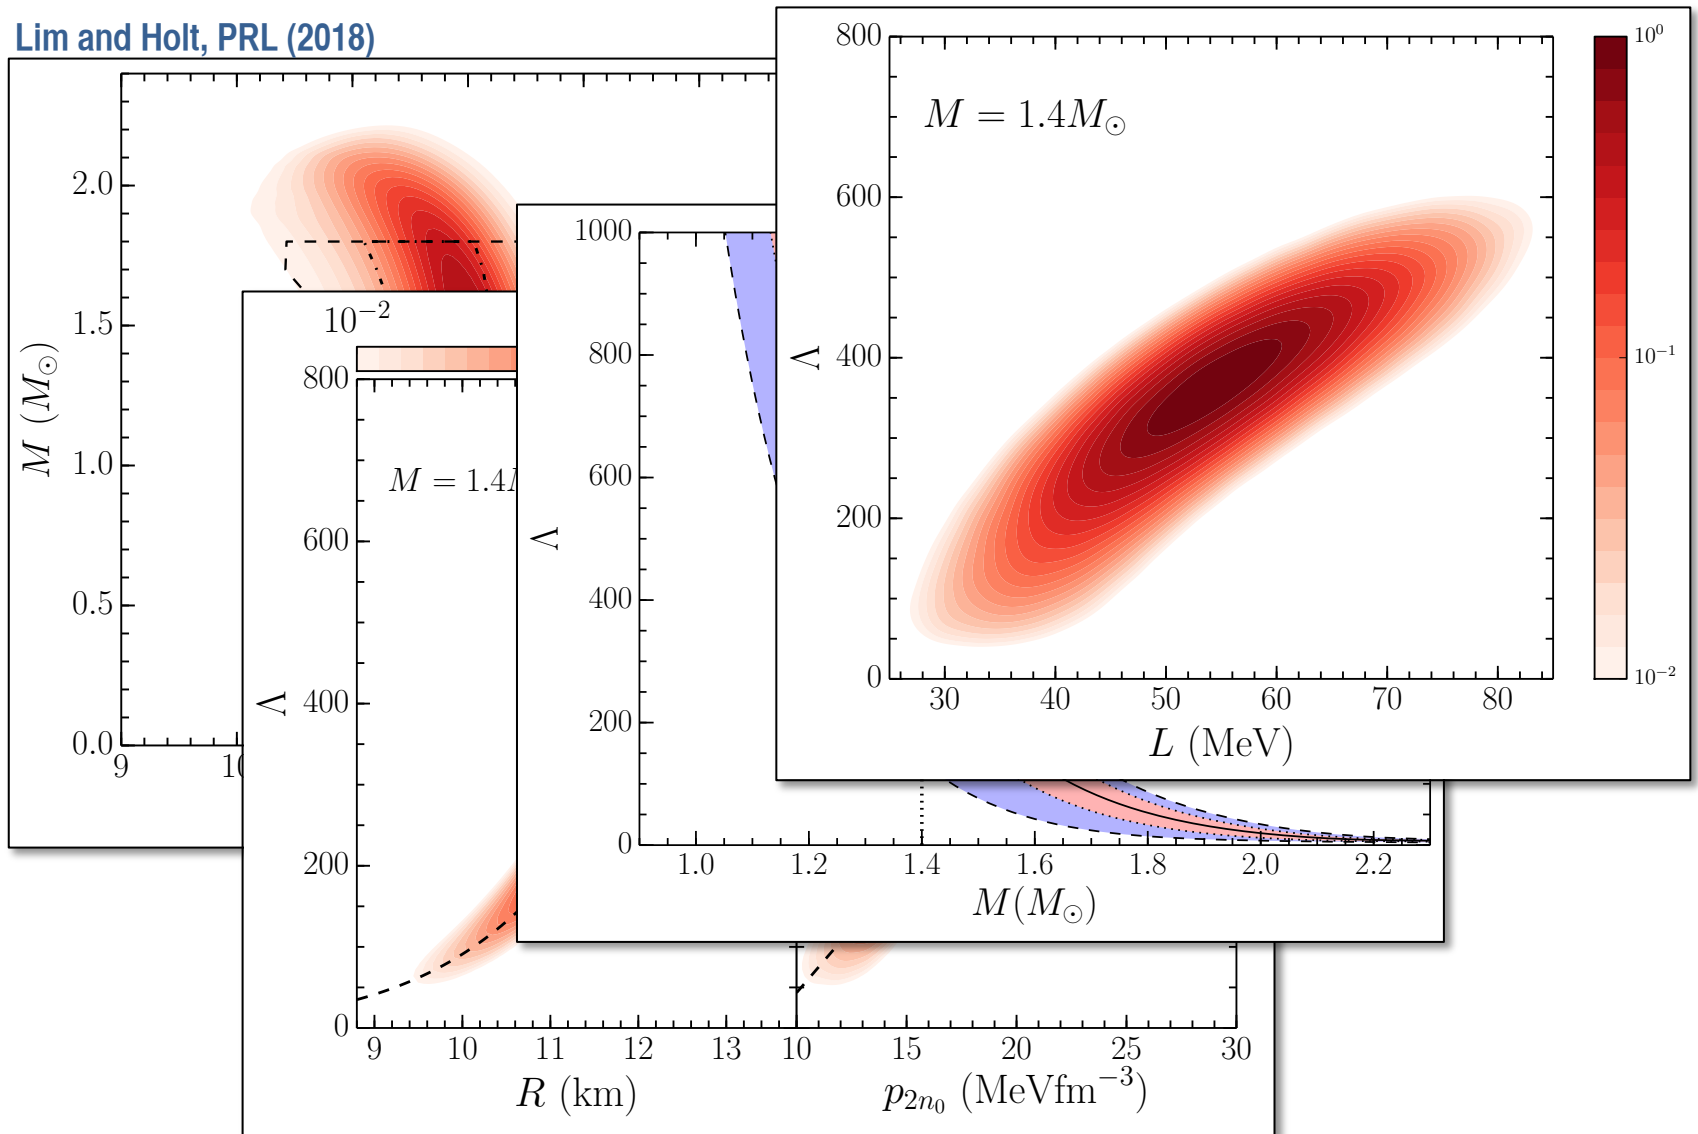 Lim and Holt, PRL (2018)
2.0
1.5
1.0
0.5
0.0
M (M⊙)
9
10
10⁻²
800
600
400
200
0
Λ
M = 1.4M
9 10 11 12 13
R (km)
10 15 20 25 30
p₂ₙ₀ (MeVfm⁻³)
1000
800
600
400
200
0
Λ
1.0 1.2 1.4 1.6 1.8 2.0 2.2
M(M⊙)
800
600
400
200
0
Λ
M = 1.4M⊙
30 40 50 60 70 80
L (MeV)
10⁰
10⁻¹
10⁻²